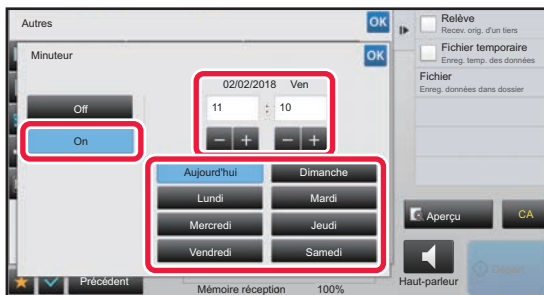 Autres
OK
Minuteur
OK
02/02/2018 Ven
11 : 10
Off
On
Aujourd'hui
Dimanche
Lundi
Mardi
Mercredi
Jeudi
Vendredi
Samedi
Précédent
Mémoire réception 100%
Relève
Recev. orig. d'un tiers
Fichier temporaire
Enreg. temp. des données
Fichier
Enreg. données dans dossier
Aperçu
CA
Haut-parleur
Départ